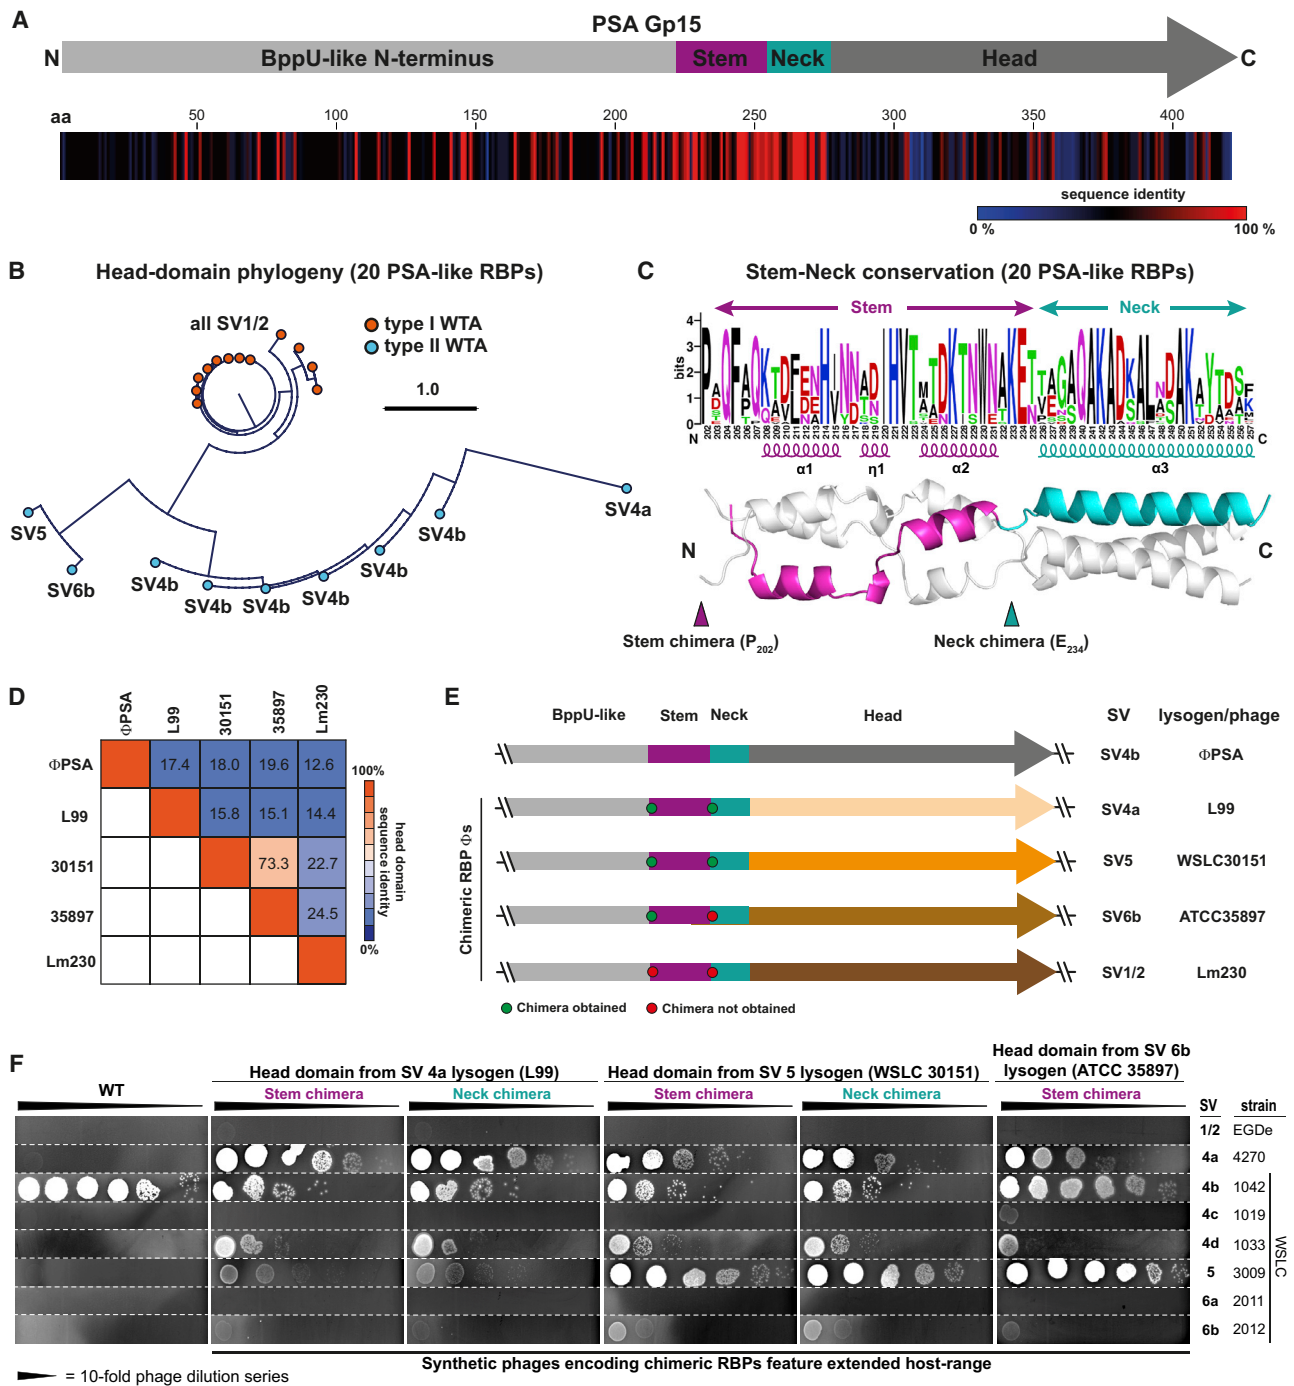 A
PSA Gp15
N
BppU-like N-terminus
Stem
Neck
Head
C
aa
50
100
150
200
250
300
350
400
sequence identity
0 %
100 %
B
Head-domain phylogeny (20 PSA-like RBPs)
all SV1/2
type I WTA
type II WTA
1.0
SV5
SV6b
SV4b
SV4b
SV4b
SV4b
SV4b
SV4b
SV4a
C
Stem-Neck conservation (20 PSA-like RBPs)
Stem
Neck
bits
4
3
2
1
0
N
C
α1
η1
α2
α3
N
C
Stem chimera (P202)
Neck chimera (E234)
D
ΦPSA
L99
30151
35897
Lm230
ΦPSA
17.4
18.0
19.6
12.6
L99
15.8
15.1
14.4
30151
73.3
22.7
35897
24.5
Lm230
100%
head domain
sequence identity
0%
E
BppU-like
Stem
Neck
Head
SV
lysogen/phage
SV4b
ΦPSA
Chimeric RBP Φs
SV4a
L99
SV5
WSLC30151
SV6b
ATCC35897
SV1/2
Lm230
Chimera obtained
Chimera not obtained
F
WT
Head domain from SV 4a lysogen (L99)
Stem chimera
Neck chimera
Head domain from SV 5 lysogen (WSLC 30151)
Stem chimera
Neck chimera
Head domain from SV 6b
lysogen (ATCC 35897)
Stem chimera
SV
strain
1/2
EGDe
4a
4270
4b
1042
4c
1019
4d
1033
5
3009
6a
2011
6b
2012
WSLC
Synthetic phages encoding chimeric RBPs feature extended host-range
= 10-fold phage dilution series